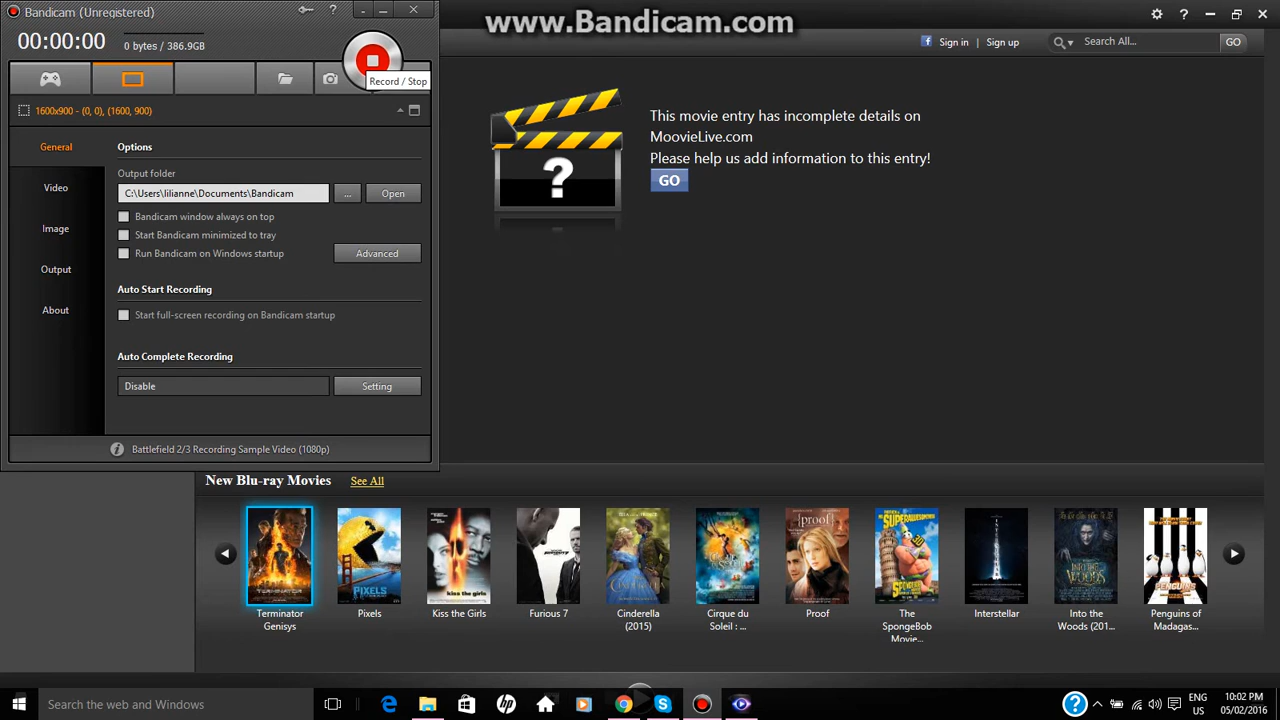 Bandicam (Unregistered)
www.Bandicam.com
00:00:00
0 bytes / 386.9GB
Sign in | Sign up
Search All...
GO
Record / Stop
1600x900 - (0, 0), (1600, 900)
This movie entry has incomplete details on
MoovieLive.com
Please help us add information to this entry!
GO
General
Video
Image
Output
About
Options
Output folder
C:\Users\lilianne\Documents\Bandicam
...
Open
Bandicam window always on top
Start Bandicam minimized to tray
Run Bandicam on Windows startup
Advanced
Auto Start Recording
Start full-screen recording on Bandicam startup
Auto Complete Recording
Disable
Setting
Battlefield 2/3 Recording Sample Video (1080p)
New Blu-ray Movies
See All
Terminator
Genisys
Pixels
Kiss the Girls
Furious 7
Cinderella
(2015)
Cirque du
Soleil : ...
Proof
The
SpongeBob
Movie...
Interstellar
Into the
Woods (201...
Penguins of
Madagas...
Search the web and Windows
ENG
US
10:02 PM
05/02/2016